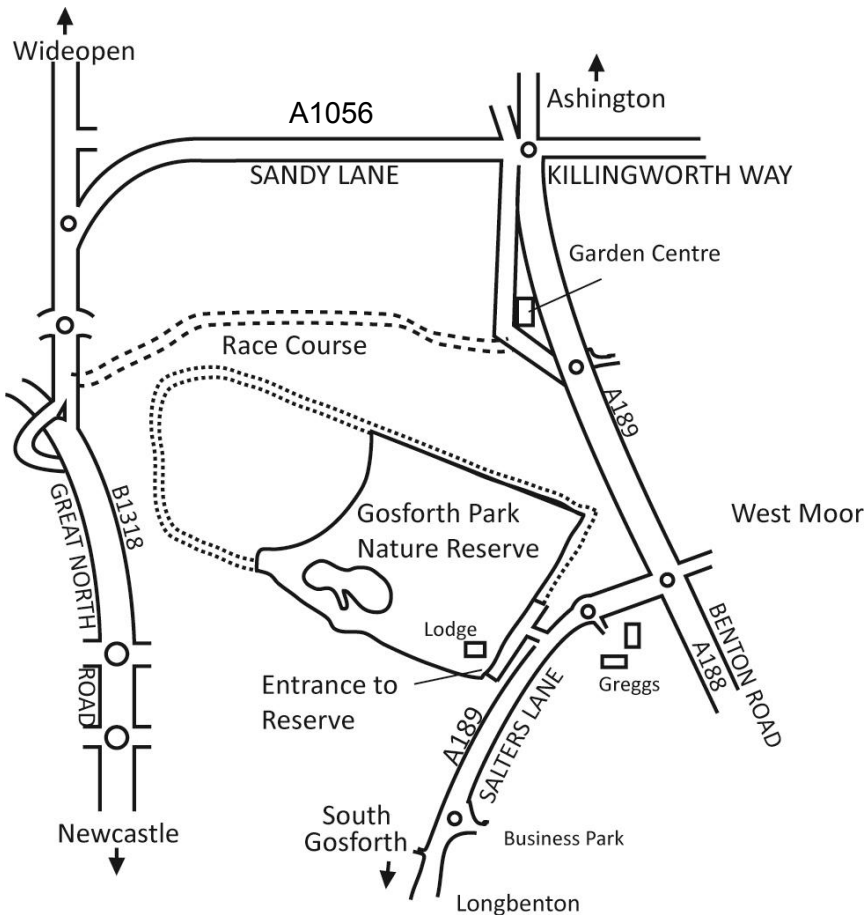 Wideopen
Ashington
A1056
SANDY LANE
KILLINGWORTH WAY
Garden Centre
Race Course
A189
B1318
GREAT NORTH
ROAD
Gosforth Park
Nature Reserve
West Moor
Lodge
Entrance to
Reserve
Greggs
A188
BENTON ROAD
A189
SALTERS LANE
South
Gosforth
Newcastle
Business Park
Longbenton